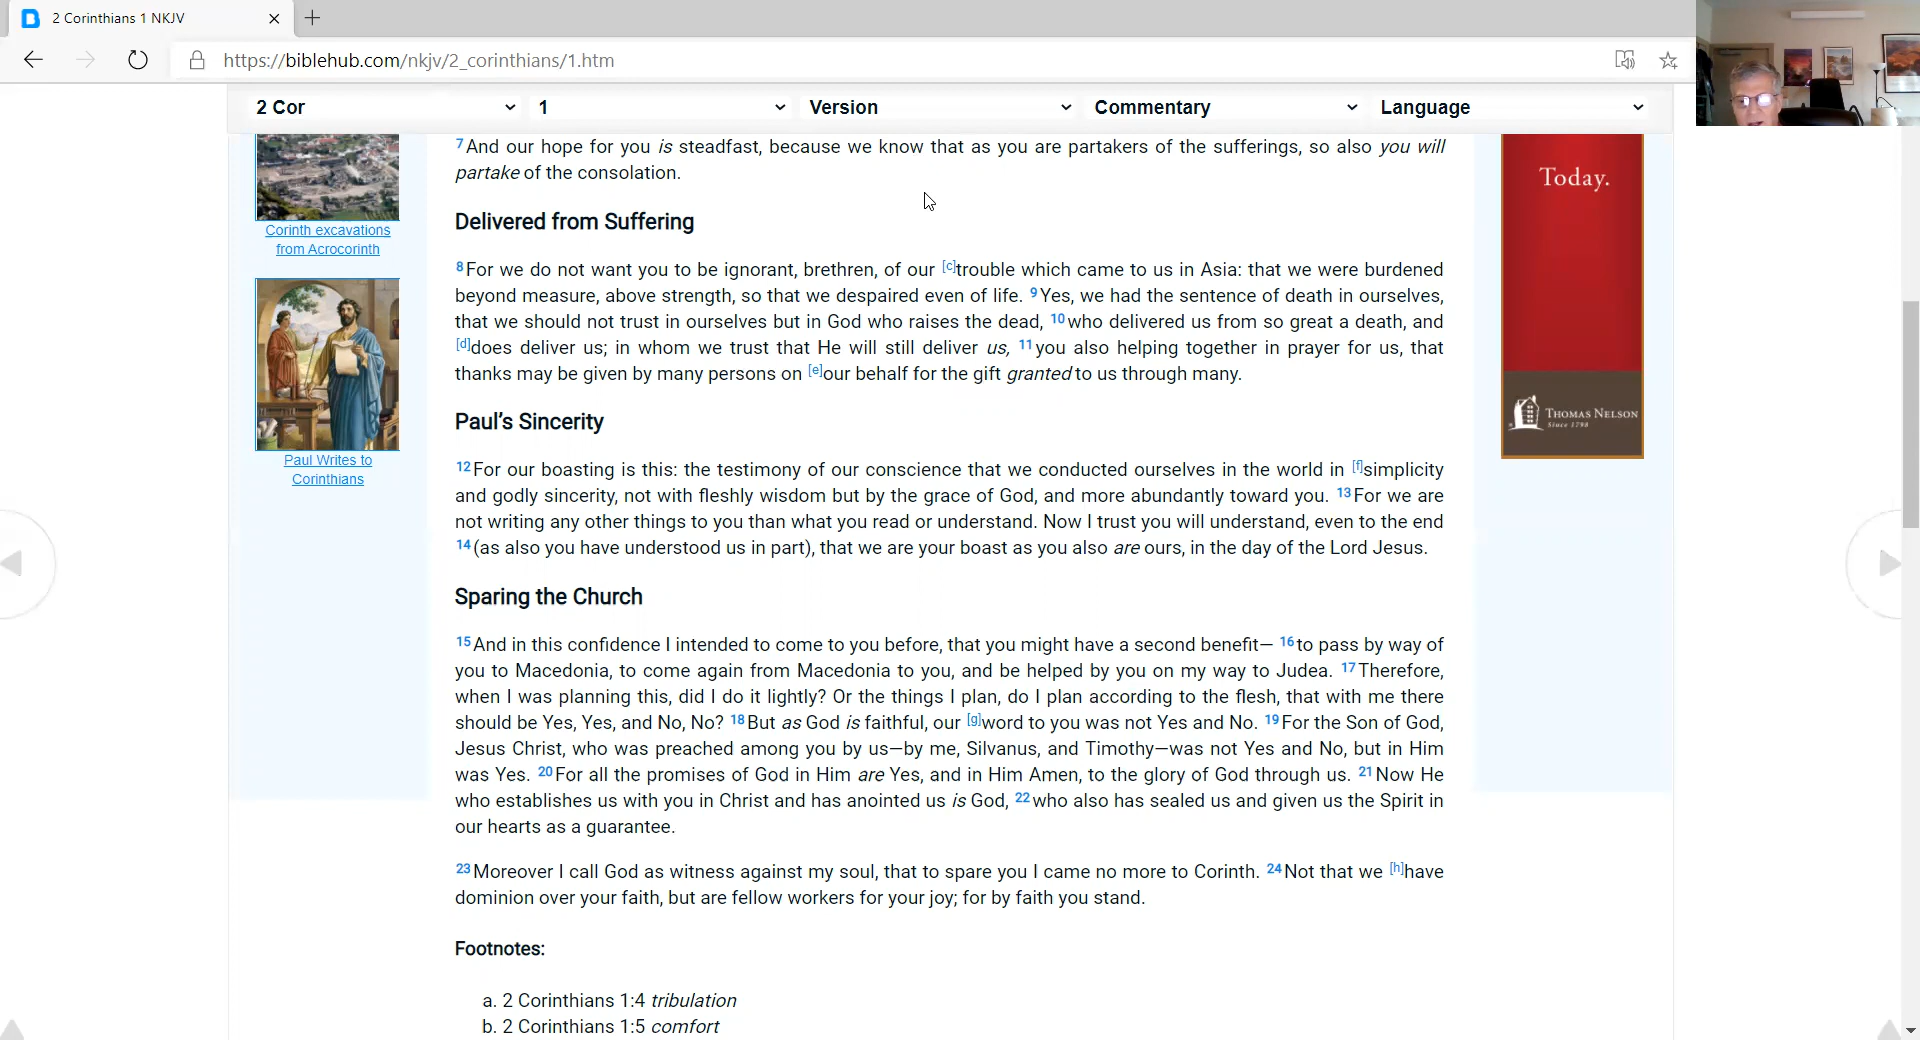 2 Corinthians 1 NKJV
https://biblehub.com/nkjv/2_corinthians/1.htm
2 Cor 1 Version Commentary Language
7 And our hope for you is steadfast, because we know that as you are partakers of the sufferings, so also you will
partake of the consolation.
Corinth excavations
from Acrocorinth
Delivered from Suffering
8 For we do not want you to be ignorant, brethren, of our [c]trouble which came to us in Asia: that we were burdened
beyond measure, above strength, so that we despaired even of life. 9 Yes, we had the sentence of death in ourselves,
that we should not trust in ourselves but in God who raises the dead, 10 who delivered us from so great a death, and
[d]does deliver us; in whom we trust that He will still deliver us, 11 you also helping together in prayer for us, that
thanks may be given by many persons on [e]our behalf for the gift granted to us through many.
Paul's Sincerity
Paul Writes to
Corinthians
12 For our boasting is this: the testimony of our conscience that we conducted ourselves in the world in [f]simplicity
and godly sincerity, not with fleshly wisdom but by the grace of God, and more abundantly toward you. 13 For we are
not writing any other things to you than what you read or understand. Now I trust you will understand, even to the end
14 (as also you have understood us in part), that we are your boast as you also are ours, in the day of the Lord Jesus.
Sparing the Church
15 And in this confidence I intended to come to you before, that you might have a second benefit— 16 to pass by way of
you to Macedonia, to come again from Macedonia to you, and be helped by you on my way to Judea. 17 Therefore,
when I was planning this, did I do it lightly? Or the things I plan, do I plan according to the flesh, that with me there
should be Yes, Yes, and No, No? 18 But as God is faithful, our [g]word to you was not Yes and No. 19 For the Son of God,
Jesus Christ, who was preached among you by us—by me, Silvanus, and Timothy—was not Yes and No, but in Him
was Yes. 20 For all the promises of God in Him are Yes, and in Him Amen, to the glory of God through us. 21 Now He
who establishes us with you in Christ and has anointed us is God, 22 who also has sealed us and given us the Spirit in
our hearts as a guarantee.
23 Moreover I call God as witness against my soul, that to spare you I came no more to Corinth. 24 Not that we [h]have
dominion over your faith, but are fellow workers for your joy; for by faith you stand.
Footnotes:
a. 2 Corinthians 1:4 tribulation
b. 2 Corinthians 1:5 comfort
Today.
THOMAS NELSON
Since 1798